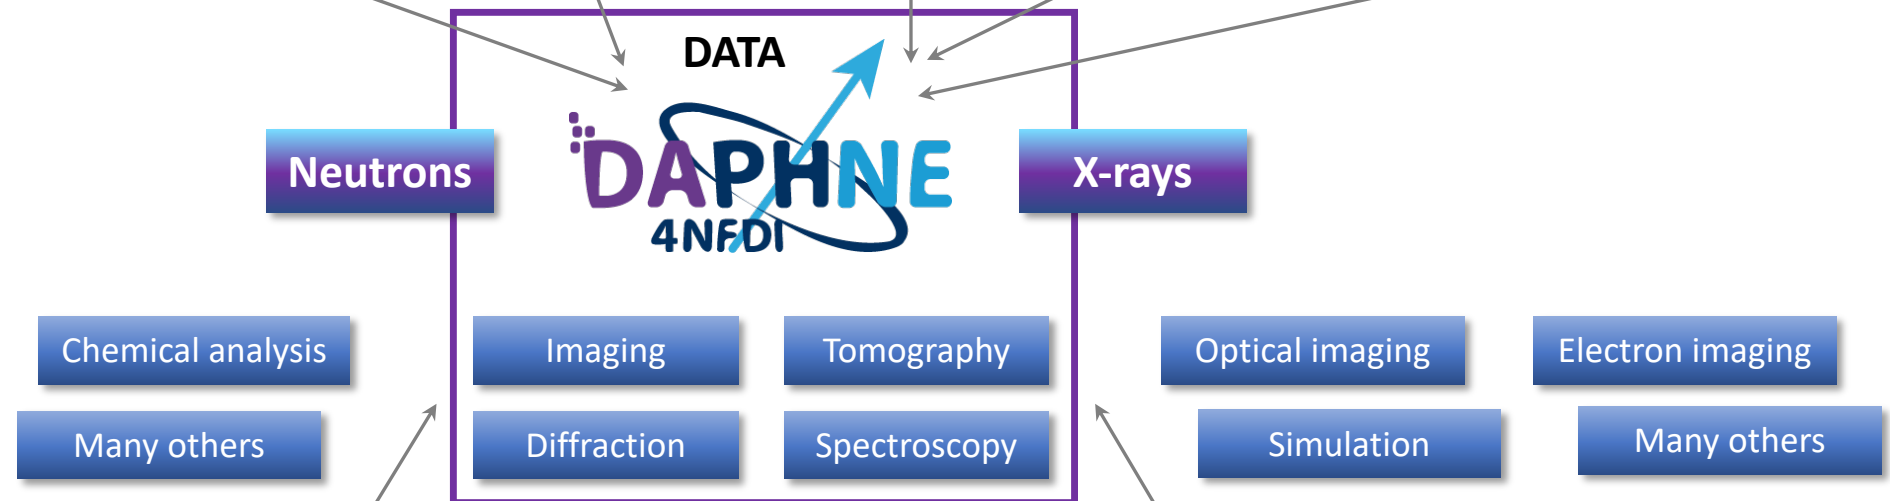 DATA
DAPHNE
4NFDI
Neutrons
X-rays
Chemical analysis
Imaging
Tomography
Optical imaging
Electron imaging
Many others
Diffraction
Spectroscopy
Simulation
Many others